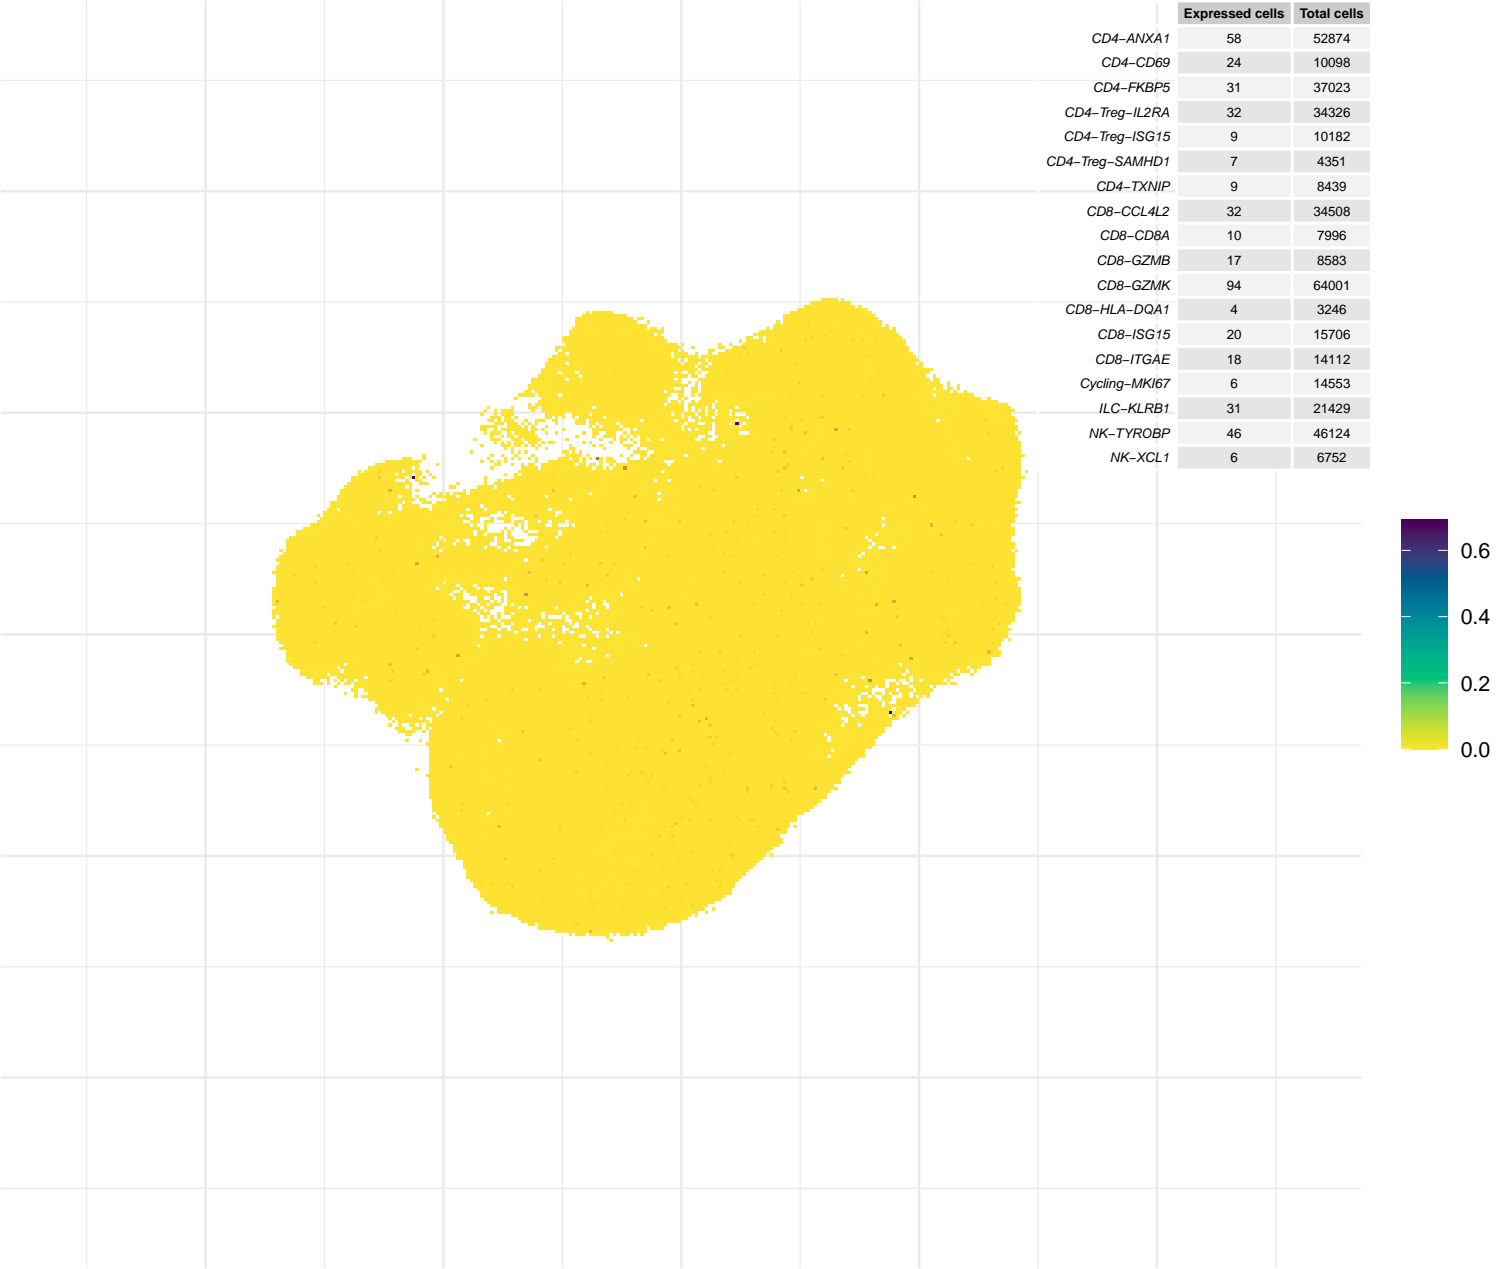 Expressed cells Total cells
CD4−ANXA1 58 52874
CD4−CD69 24 10098
CD4−FKBP5 31 37023
CD4−Treg−IL2RA 32 34326
CD4−Treg−ISG15 9 10182
CD4−Treg−SAMHD1 7 4351
CD4−TXNIP 9 8439
CD8−CCL4L2 32 34508
CD8−CD8A 10 7996
CD8−GZMB 17 8583
CD8−GZMK 94 64001
CD8−HLA−DQA1 4 3246
CD8−ISG15 20 15706
CD8−ITGAE 18 14112
Cycling−MKI67 6 14553
ILC−KLRB1 31 21429
NK−TYROBP 46 46124
NK−XCL1 6 6752
0.6
0.4
0.2
0.0